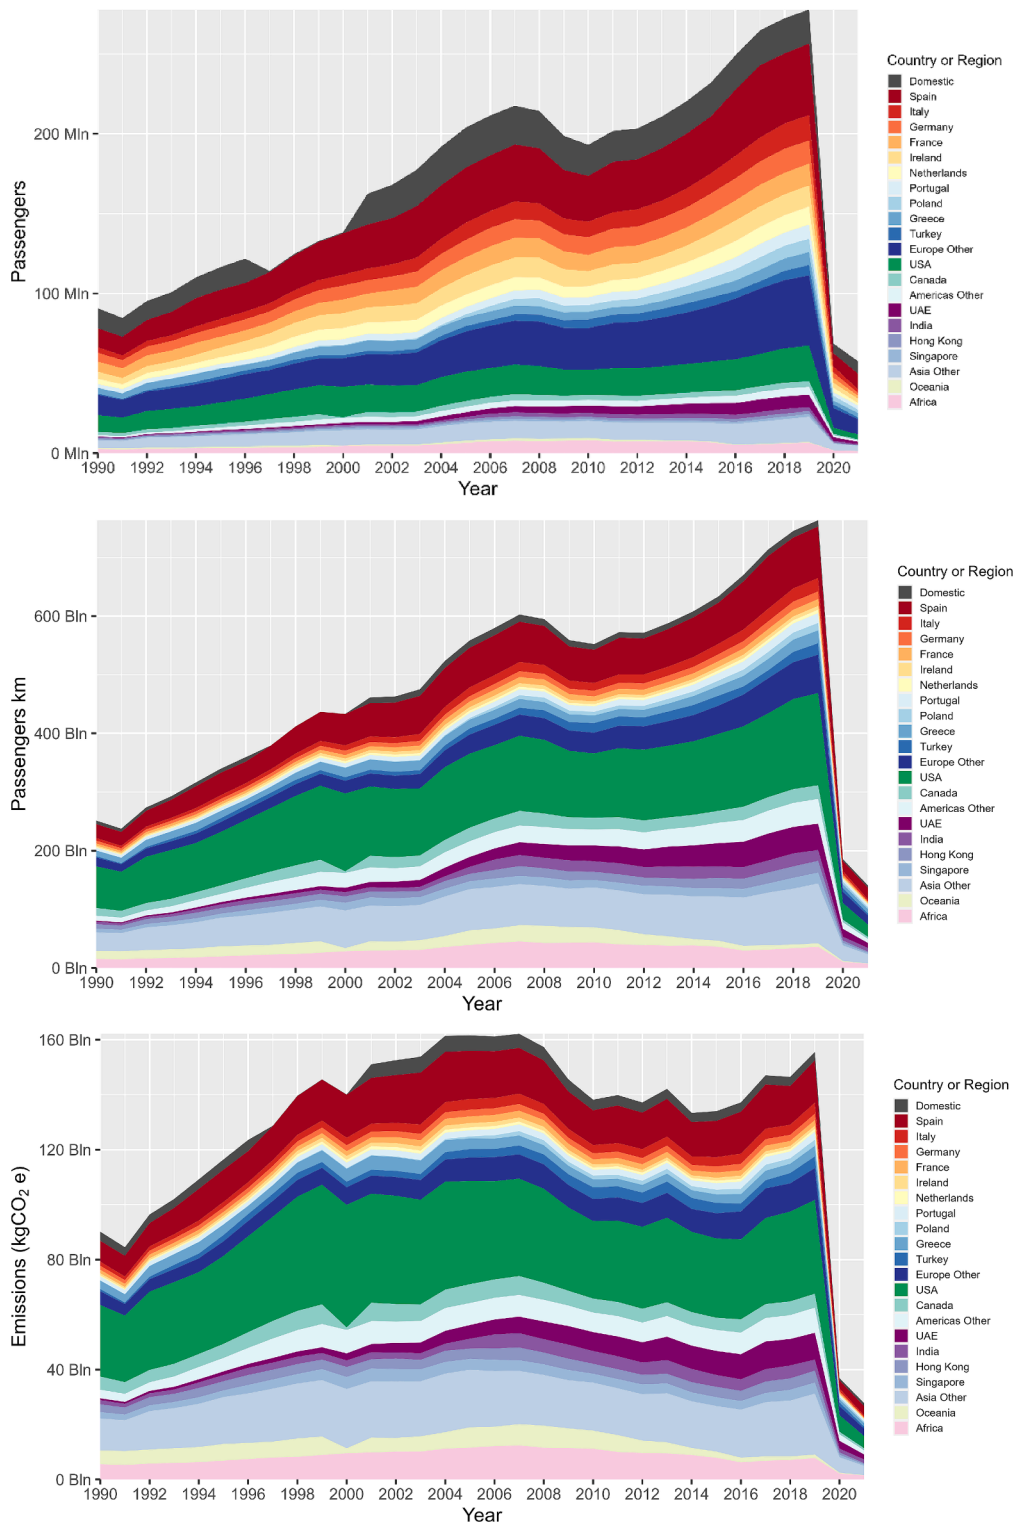 Country or Region
Domestic
Spain
Italy
Germany
France
Ireland
Netherlands
Portugal
Poland
Greece
Turkey
Europe Other
USA
Canada
Americas Other
UAE
India
Hong Kong
Singapore
Asia Other
Oceania
Africa
Passengers
200 Mln
100 Mln
0 Mln
1990 1992 1994 1996 1998 2000 2002 2004 2006 2008 2010 2012 2014 2016 2018 2020
Year
Country or Region
Domestic
Spain
Italy
Germany
France
Ireland
Netherlands
Portugal
Poland
Greece
Turkey
Europe Other
USA
Canada
Americas Other
UAE
India
Hong Kong
Singapore
Asia Other
Oceania
Africa
Passengers km
600 Bln
400 Bln
200 Bln
0 Bln
1990 1992 1994 1996 1998 2000 2002 2004 2006 2008 2010 2012 2014 2016 2018 2020
Year
Country or Region
Domestic
Spain
Italy
Germany
France
Ireland
Netherlands
Portugal
Poland
Greece
Turkey
Europe Other
USA
Canada
Americas Other
UAE
India
Hong Kong
Singapore
Asia Other
Oceania
Africa
Emissions (kgCO₂ e)
160 Bln
120 Bln
80 Bln
40 Bln
0 Bln
1990 1992 1994 1996 1998 2000 2002 2004 2006 2008 2010 2012 2014 2016 2018 2020
Year